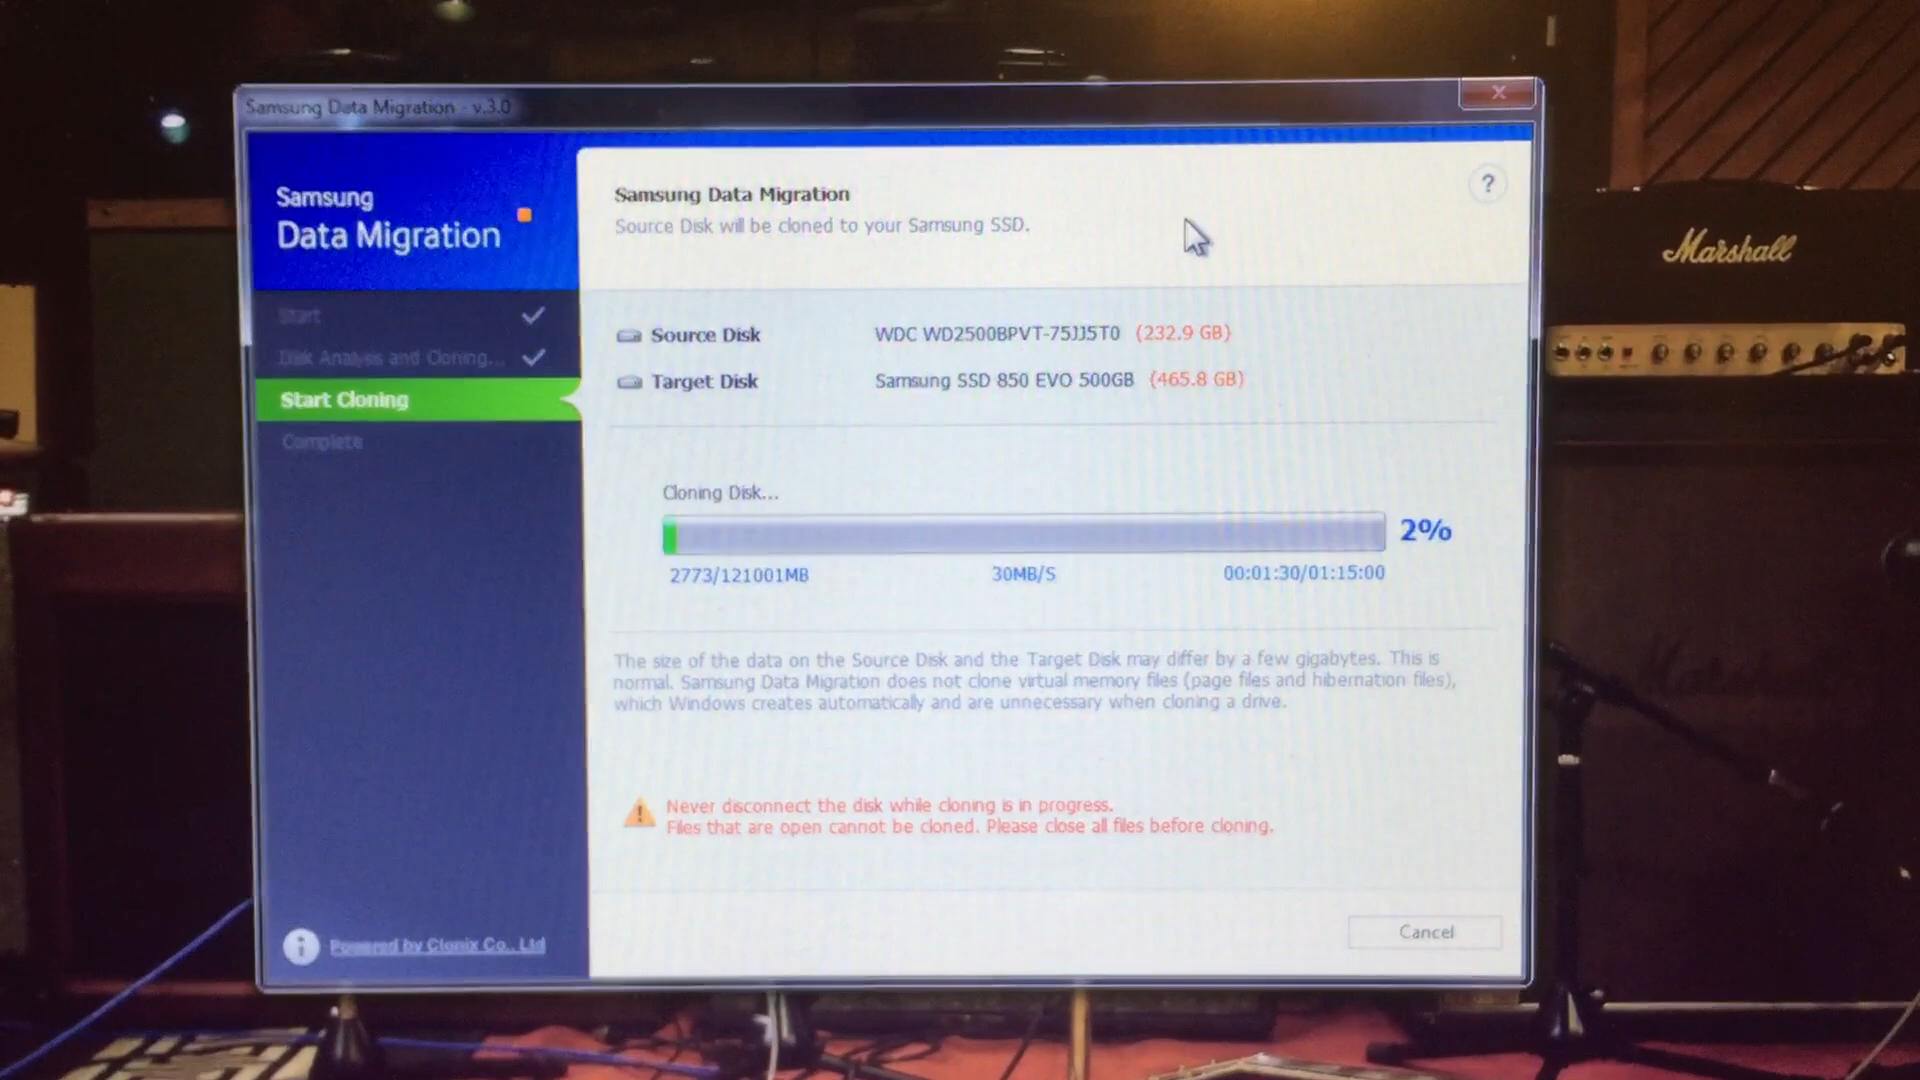 Samsung Data Migration - v.3.0
Samsung
Data Migration
Start
Disk Analysis and Cloning...
Start Cloning
Complete
Powered by Clonix Co., Ltd
Samsung Data Migration
Source Disk will be cloned to your Samsung SSD.
?
Source Disk WDC WD2500BPVT-75JJ5T0 (232.9 GB)
Target Disk Samsung SSD 850 EVO 500GB (465.8 GB)
Cloning Disk...
2%
2773/121001MB 30MB/S 00:01:30/01:15:00
The size of the data on the Source Disk and the Target Disk may differ by a few gigabytes. This is
normal. Samsung Data Migration does not clone virtual memory files (page files and hibernation files),
which Windows creates automatically and are unnecessary when cloning a drive.
Never disconnect the disk while cloning is in progress.
Files that are open cannot be cloned. Please close all files before cloning.
Cancel
Marshall